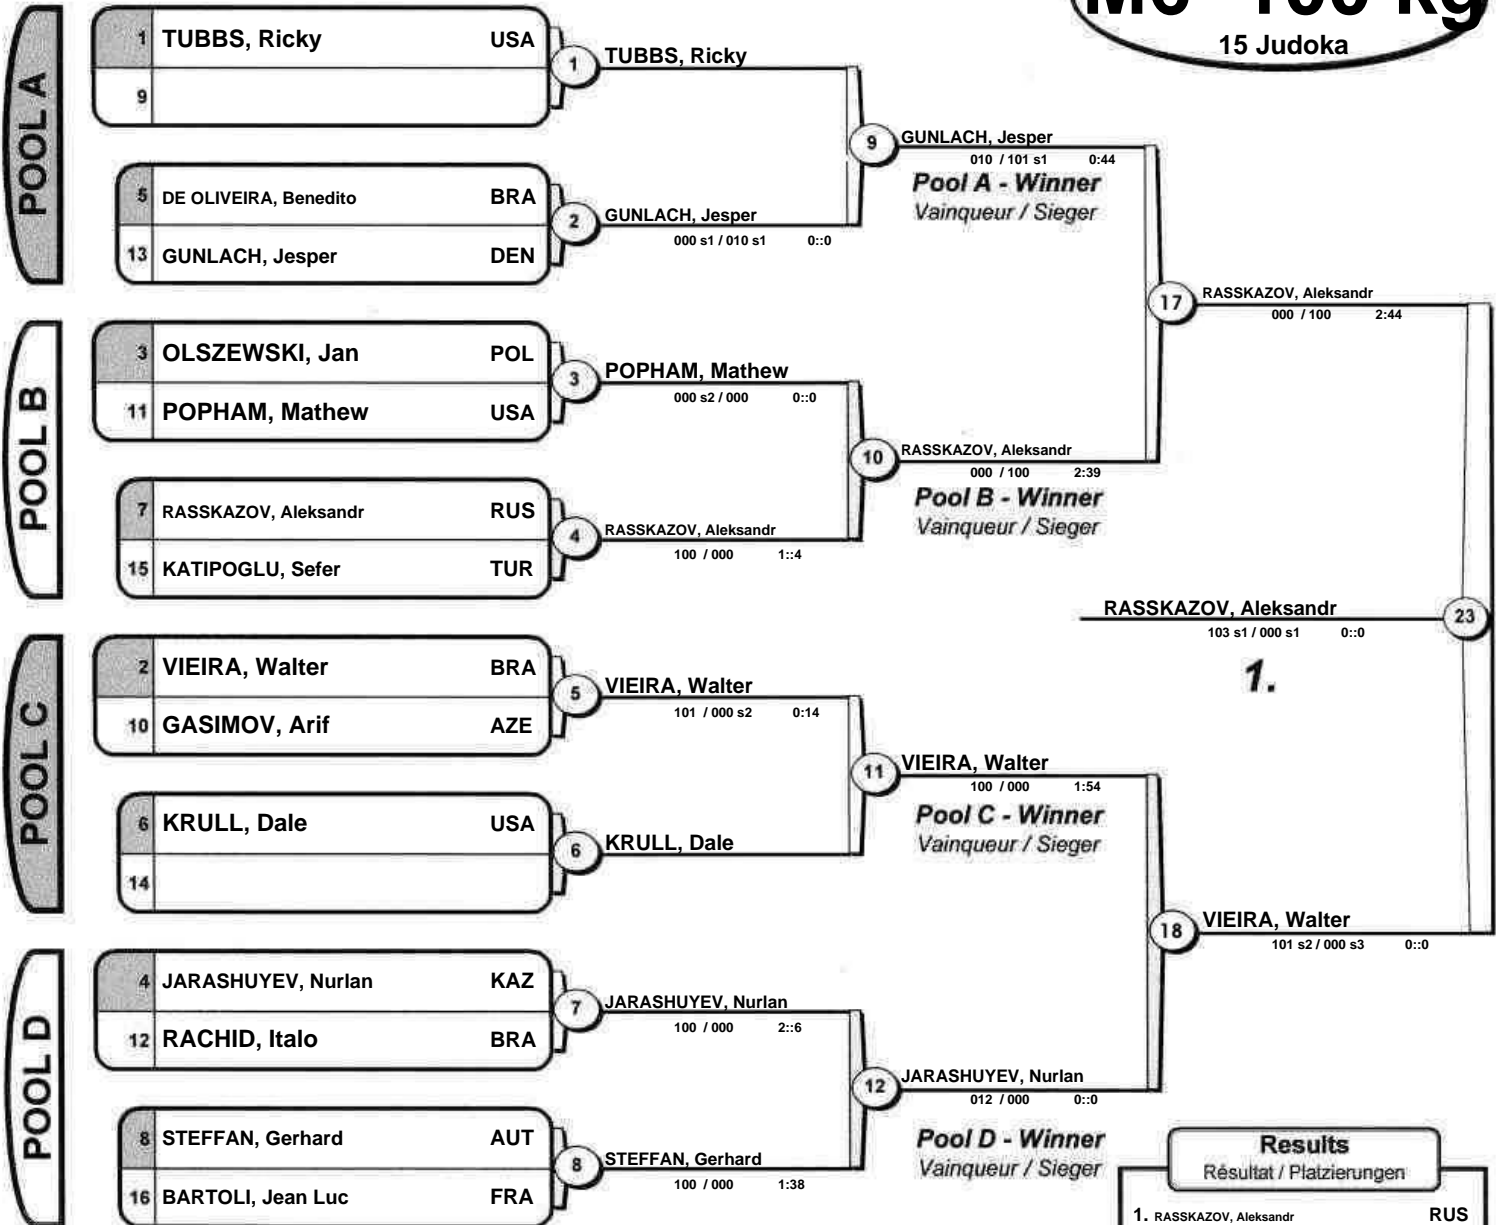 15 Judoka
POOL A
1 TUBBS, Ricky USA
9
1
TUBBS, Ricky
5 DE OLIVEIRA, Benedito BRA
13 GUNLACH, Jesper DEN
2
GUNLACH, Jesper
000 s1 / 010 s1 0::0
9
GUNLACH, Jesper
010 / 101 s1 0:44
Pool A - Winner
Vainqueur / Sieger
POOL B
3 OLSZEWSKI, Jan POL
11 POPHAM, Mathew USA
3
POPHAM, Mathew
000 s2 / 000 0::0
7 RASSKAZOV, Aleksandr RUS
15 KATIPOGLU, Sefer TUR
4
RASSKAZOV, Aleksandr
100 / 000 1::4
10
RASSKAZOV, Aleksandr
000 / 100 2:39
Pool B - Winner
Vainqueur / Sieger
17
RASSKAZOV, Aleksandr
000 / 100 2:44
POOL C
2 VIEIRA, Walter BRA
10 GASIMOV, Arif AZE
5
VIEIRA, Walter
101 / 000 s2 0:14
6 KRULL, Dale USA
14
6
KRULL, Dale
11
VIEIRA, Walter
100 / 000 1:54
Pool C - Winner
Vainqueur / Sieger
POOL D
4 JARASHUYEV, Nurlan KAZ
12 RACHID, Italo BRA
7
JARASHUYEV, Nurlan
100 / 000 2::6
8 STEFFAN, Gerhard AUT
16 BARTOLI, Jean Luc FRA
8
STEFFAN, Gerhard
100 / 000 1:38
12
JARASHUYEV, Nurlan
012 / 000 0::0
Pool D - Winner
Vainqueur / Sieger
18
VIEIRA, Walter
101 s2 / 000 s3 0::0
23
RASSKAZOV, Aleksandr
103 s1 / 000 s1 0::0
1.
Results
Résultat / Platzierungen
1. RASSKAZOV, Aleksandr RUS